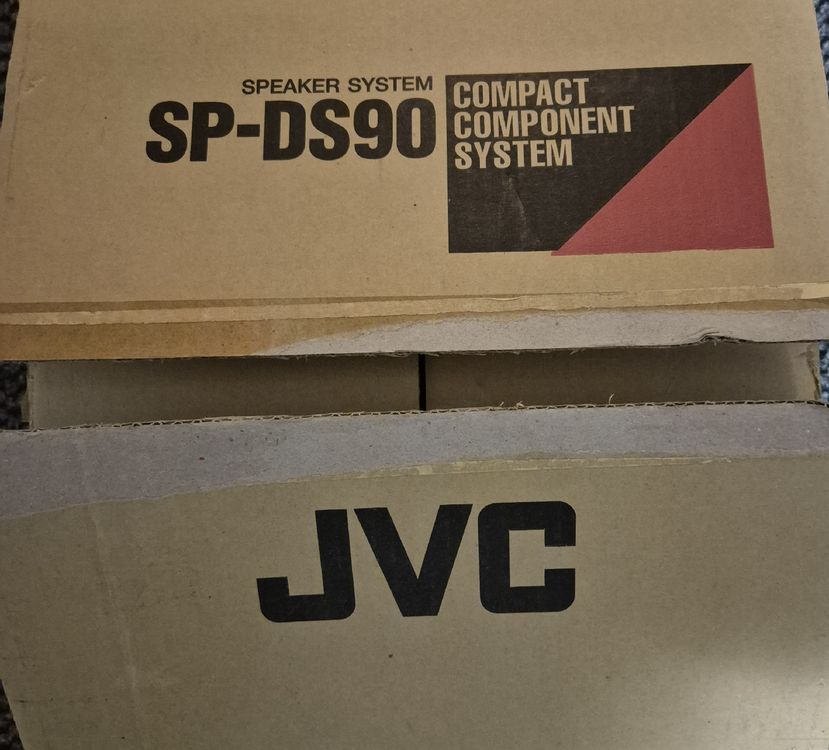 SPEAKER SYSTEM
SP-DS90
COMPACT
COMPONENT
SYSTEM
JVC